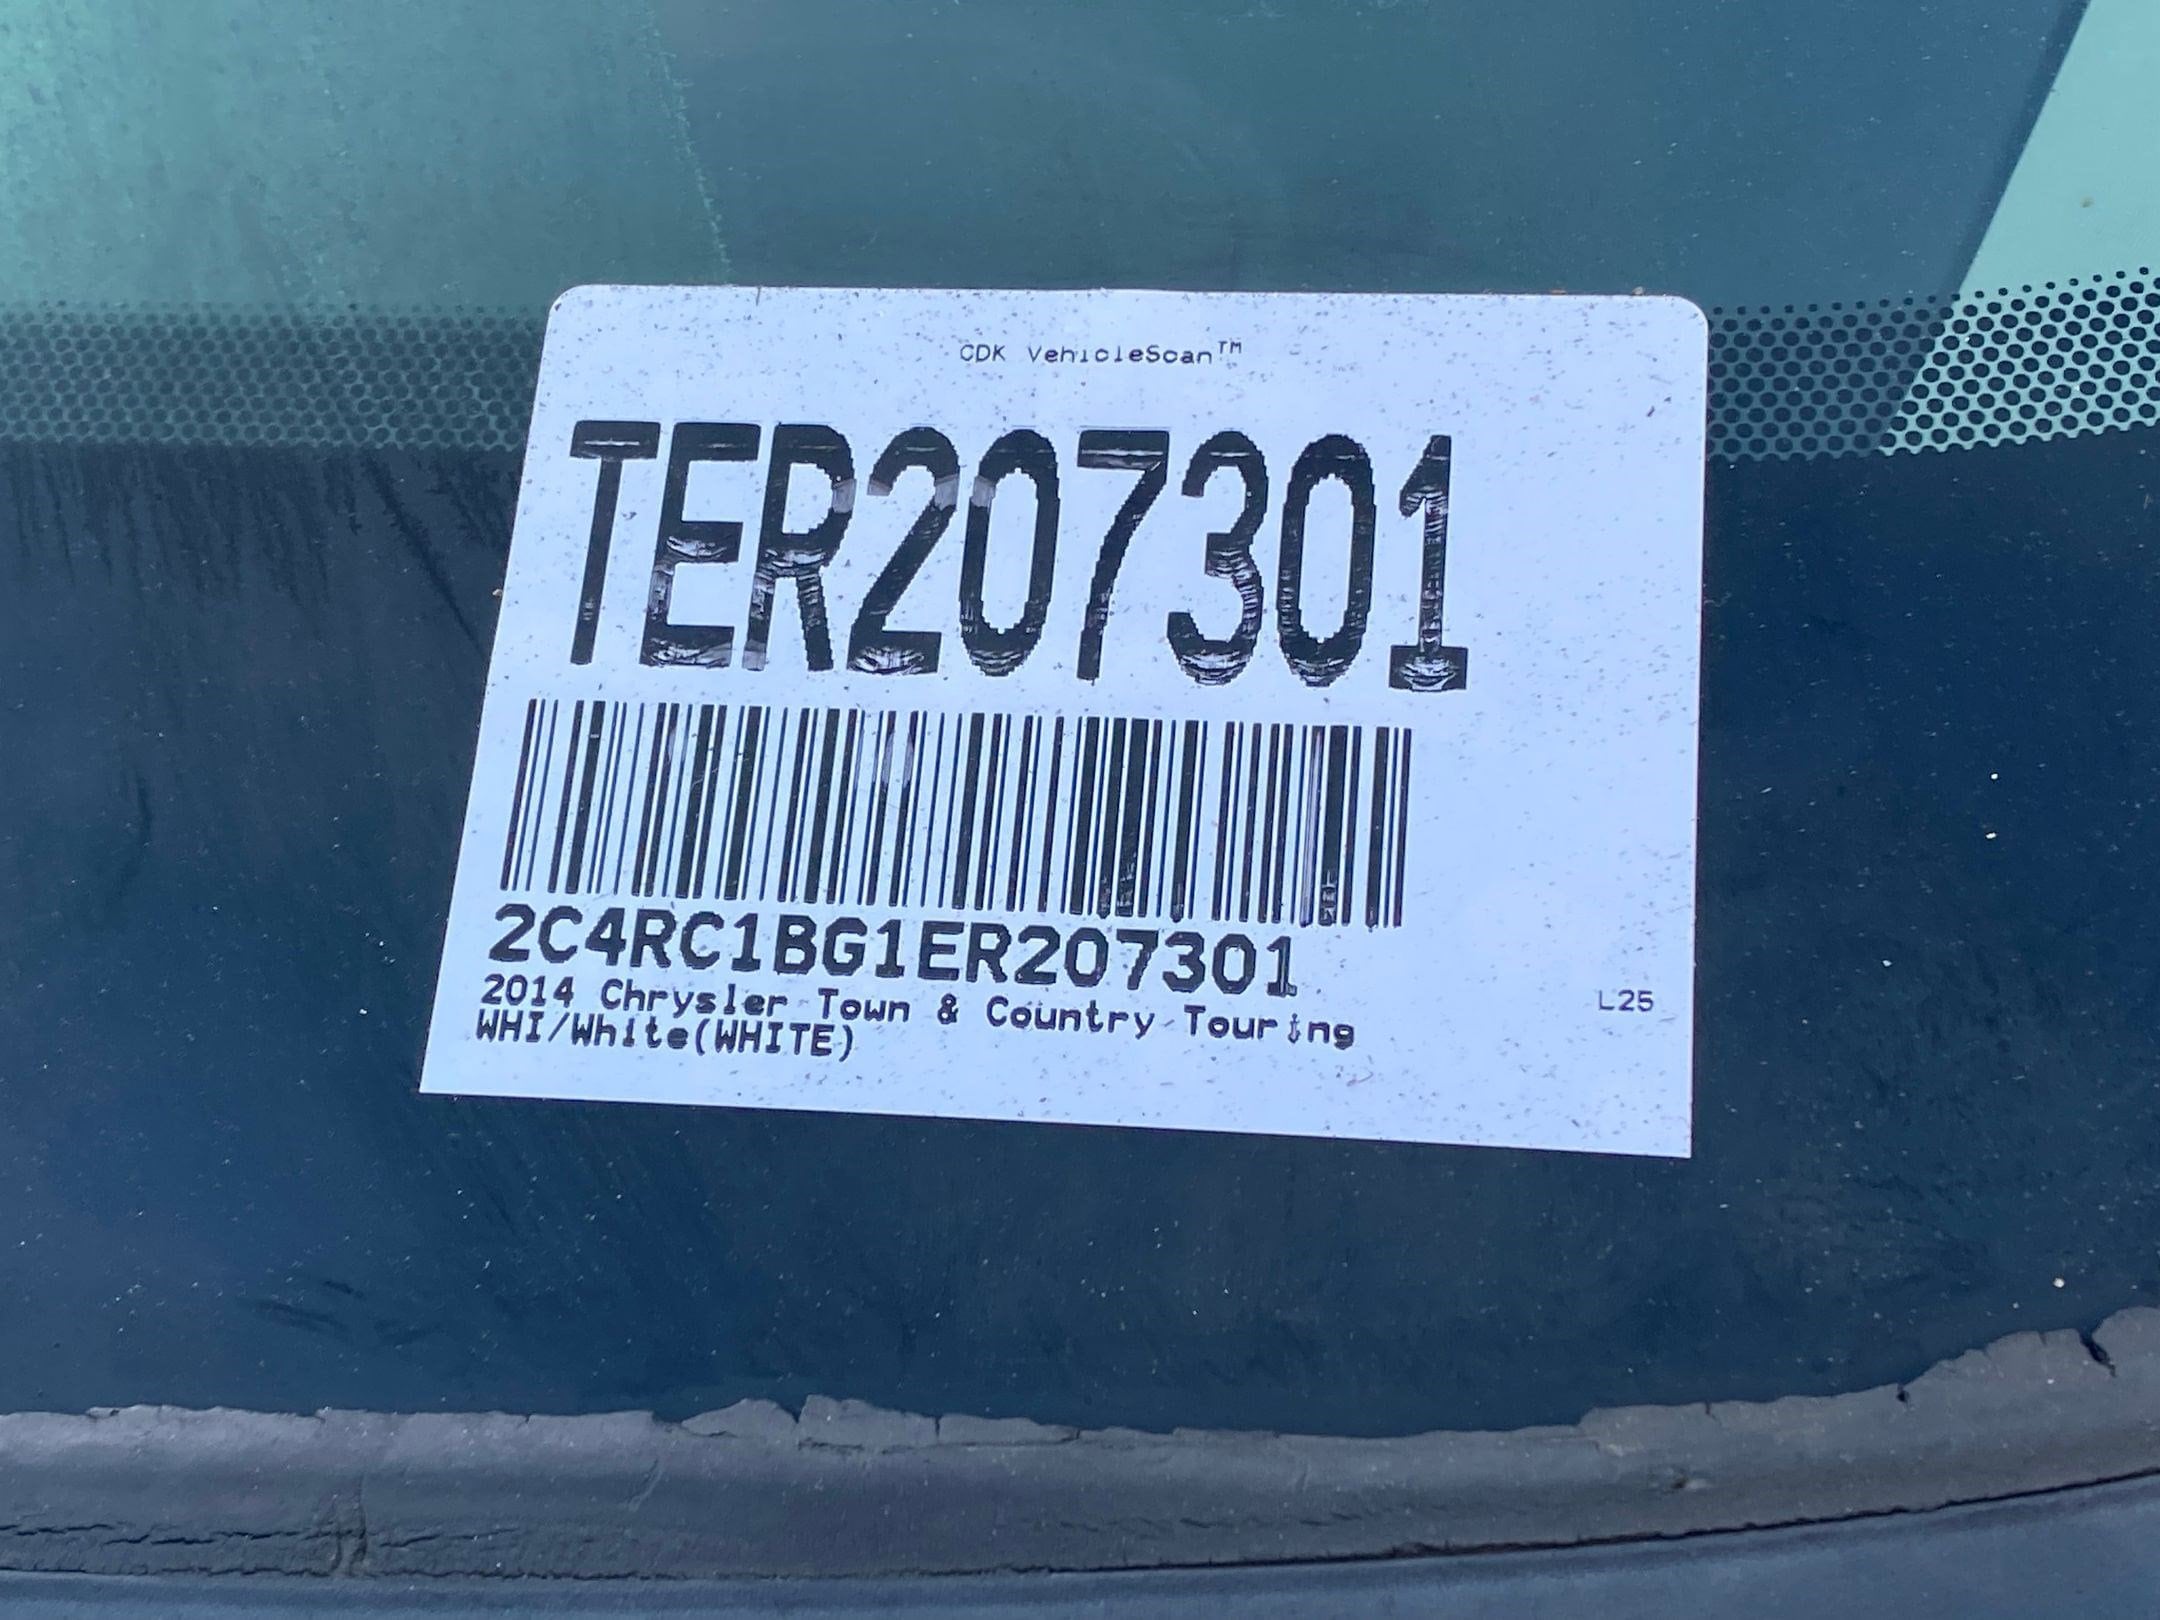 CDK VehicleScan™
TER207301
2C4RC1BG1ER207301
2014 Chrysler Town & Country Touring
L25
WHI/White(WHITE)